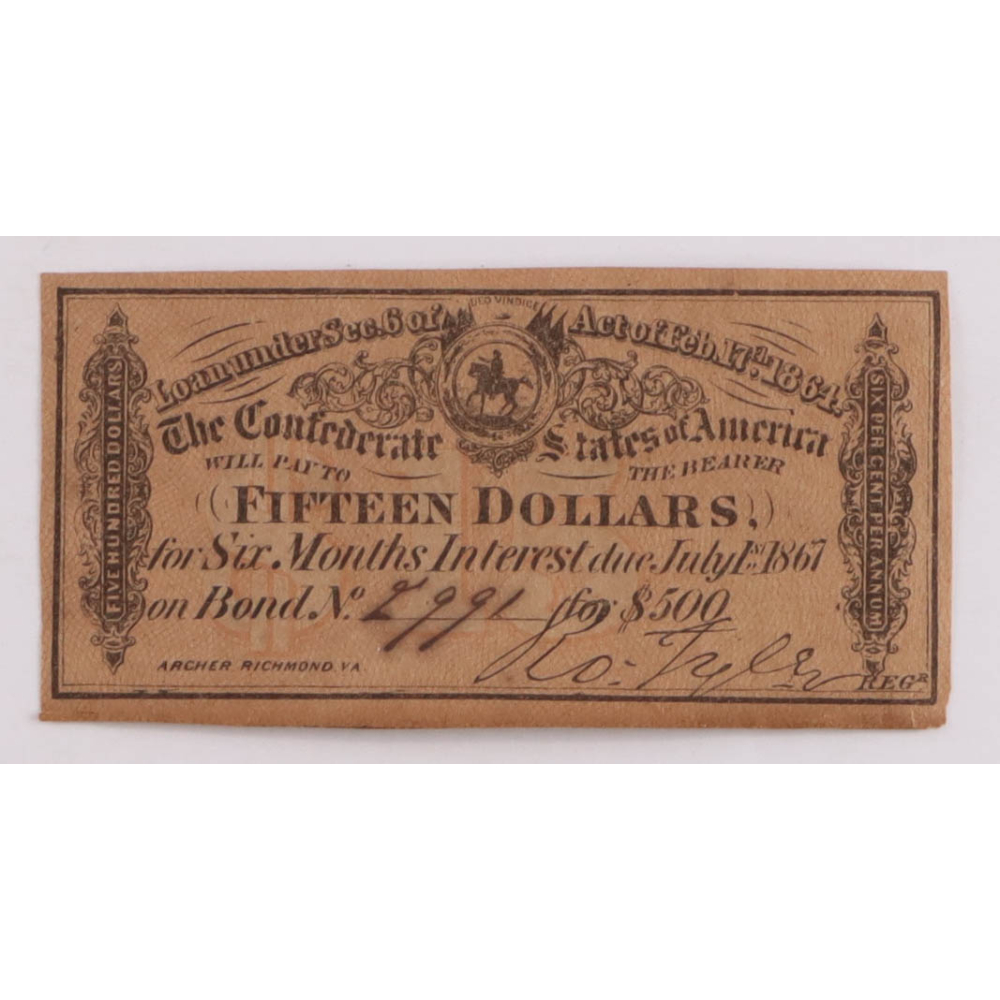 DEO VINDICE
Loan under Sec. 6 of Act of Feb. 17th. 1864.
The Confederate States of America
WILL PAY TO THE BEARER
FIFTEEN DOLLARS,
for Six Months Interest due July 1st 1867
on Bond No. 2991 for $500
Ro. Tyler
ARCHER RICHMOND VA REGR
FIVE HUNDRED DOLLARS
SIX PER CENT PER ANNUM